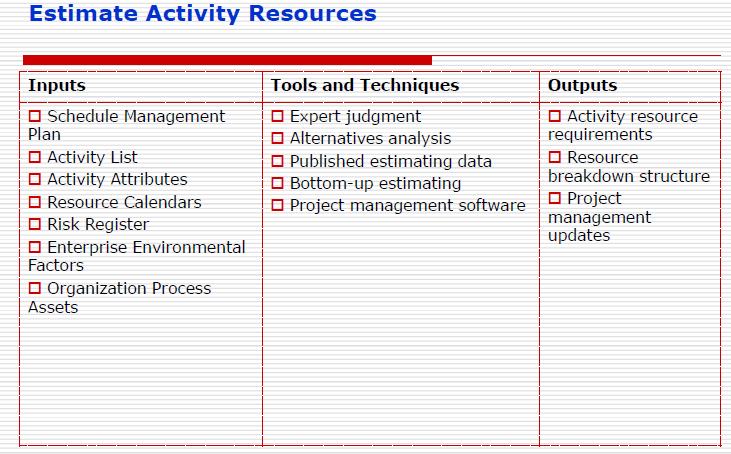 Estimate Activity Resources
Inputs
Tools and Techniques
Outputs
Schedule Management
Plan
Activity List
Activity Attributes
Resource Calendars
Risk Register
Enterprise Environmental
Factors
Organization Process
Assets
Expert judgment
Alternatives analysis
Published estimating data
Bottom-up estimating
Project management software
Activity resource
requirements
Resource
breakdown structure
Project
management
updates